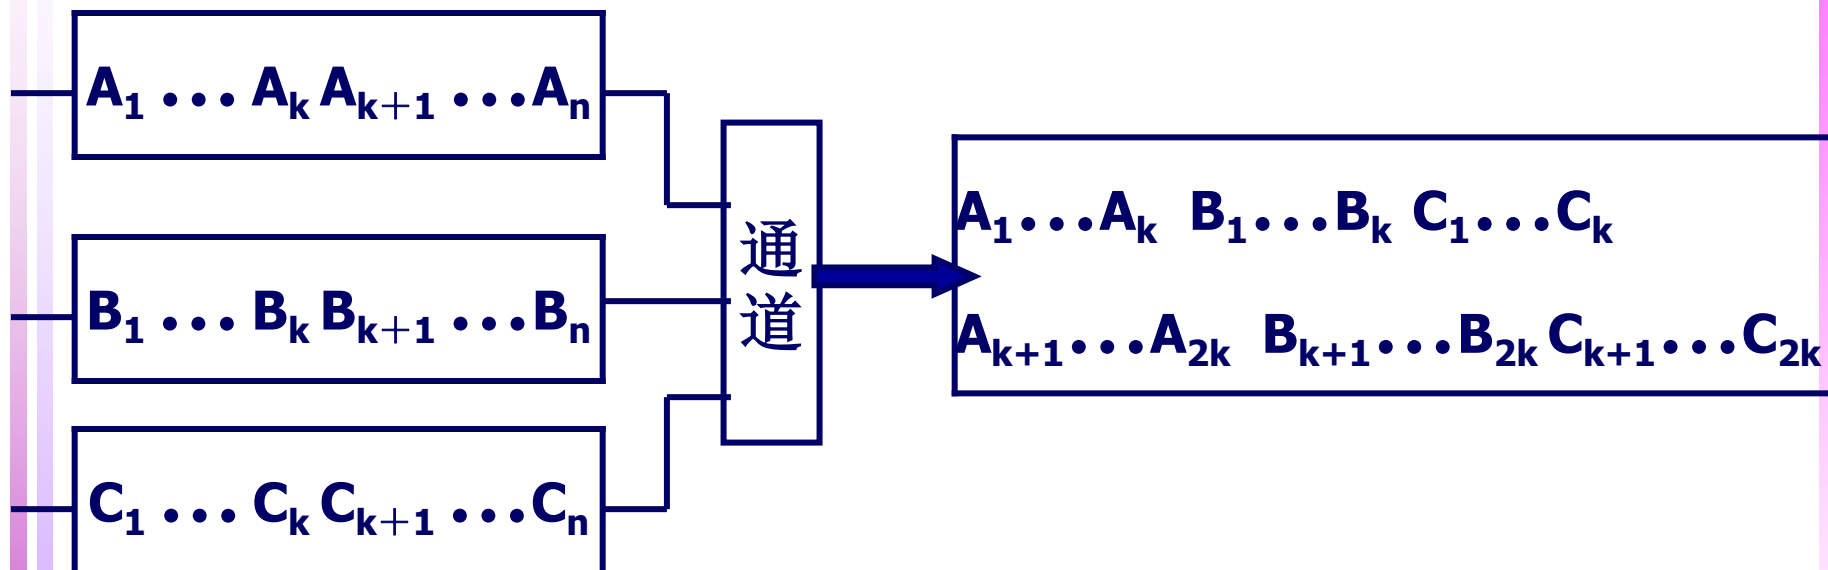 A₁ ... Aₖ Aₖ₊₁ ... Aₙ
B₁ ... Bₖ Bₖ₊₁ ... Bₙ
C₁ ... Cₖ Cₖ₊₁ ... Cₙ
通
道
A₁...Aₖ B₁...Bₖ C₁...Cₖ
Aₖ₊₁...A₂ₖ Bₖ₊₁...B₂ₖ Cₖ₊₁...C₂ₖ